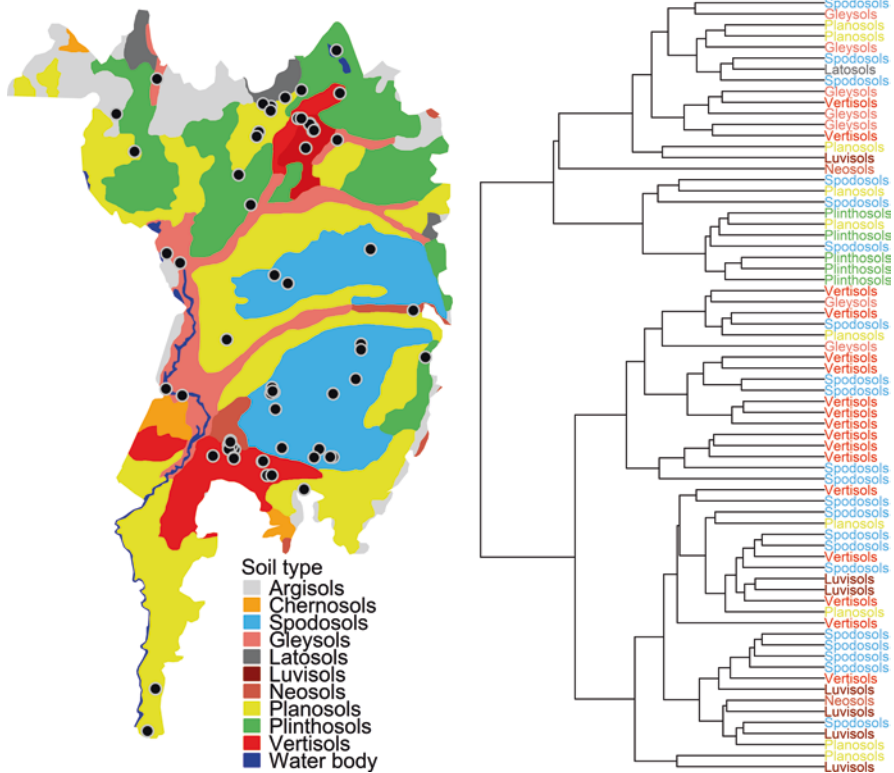 Soil type
Argisols
Chernosols
Spodosols
Gleysols
Latosols
Luvisols
Neosols
Planosols
Plinthosols
Vertisols
Water body
Spodosols
Gleysols
Planosols
Planosols
Gleysols
Spodosols
Latosols
Spodosols
Gleysols
Vertisols
Gleysols
Gleysols
Vertisols
Planosols
Luvisols
Neosols
Spodosols
Planosols
Spodosols
Plinthosols
Planosols
Plinthosols
Spodosols
Plinthosols
Plinthosols
Plinthosols
Vertisols
Gleysols
Vertisols
Spodosols
Planosols
Gleysols
Vertisols
Vertisols
Spodosols
Spodosols
Vertisols
Vertisols
Vertisols
Vertisols
Vertisols
Vertisols
Spodosols
Spodosols
Vertisols
Spodosols
Spodosols
Planosols
Spodosols
Spodosols
Vertisols
Spodosols
Luvisols
Luvisols
Vertisols
Planosols
Vertisols
Spodosols
Spodosols
Spodosols
Spodosols
Vertisols
Luvisols
Neosols
Luvisols
Spodosols
Luvisols
Planosols
Planosols
Luvisols